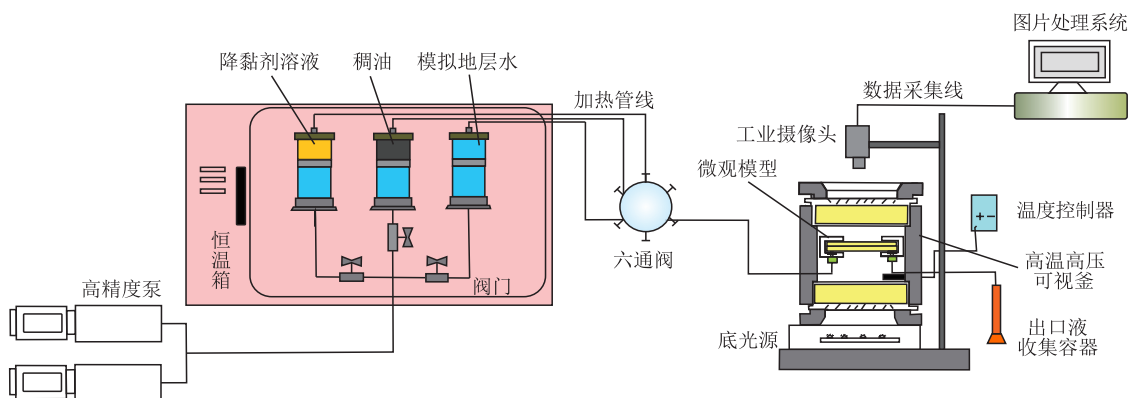 图片处理系统
降黏剂溶液
稠油
模拟地层水
加热管线
数据采集线
工业摄像头
微观模型
温度控制器
恒温箱
六通阀
高温高压
可视釜
阀门
高精度泵
底光源
出口液
收集容器